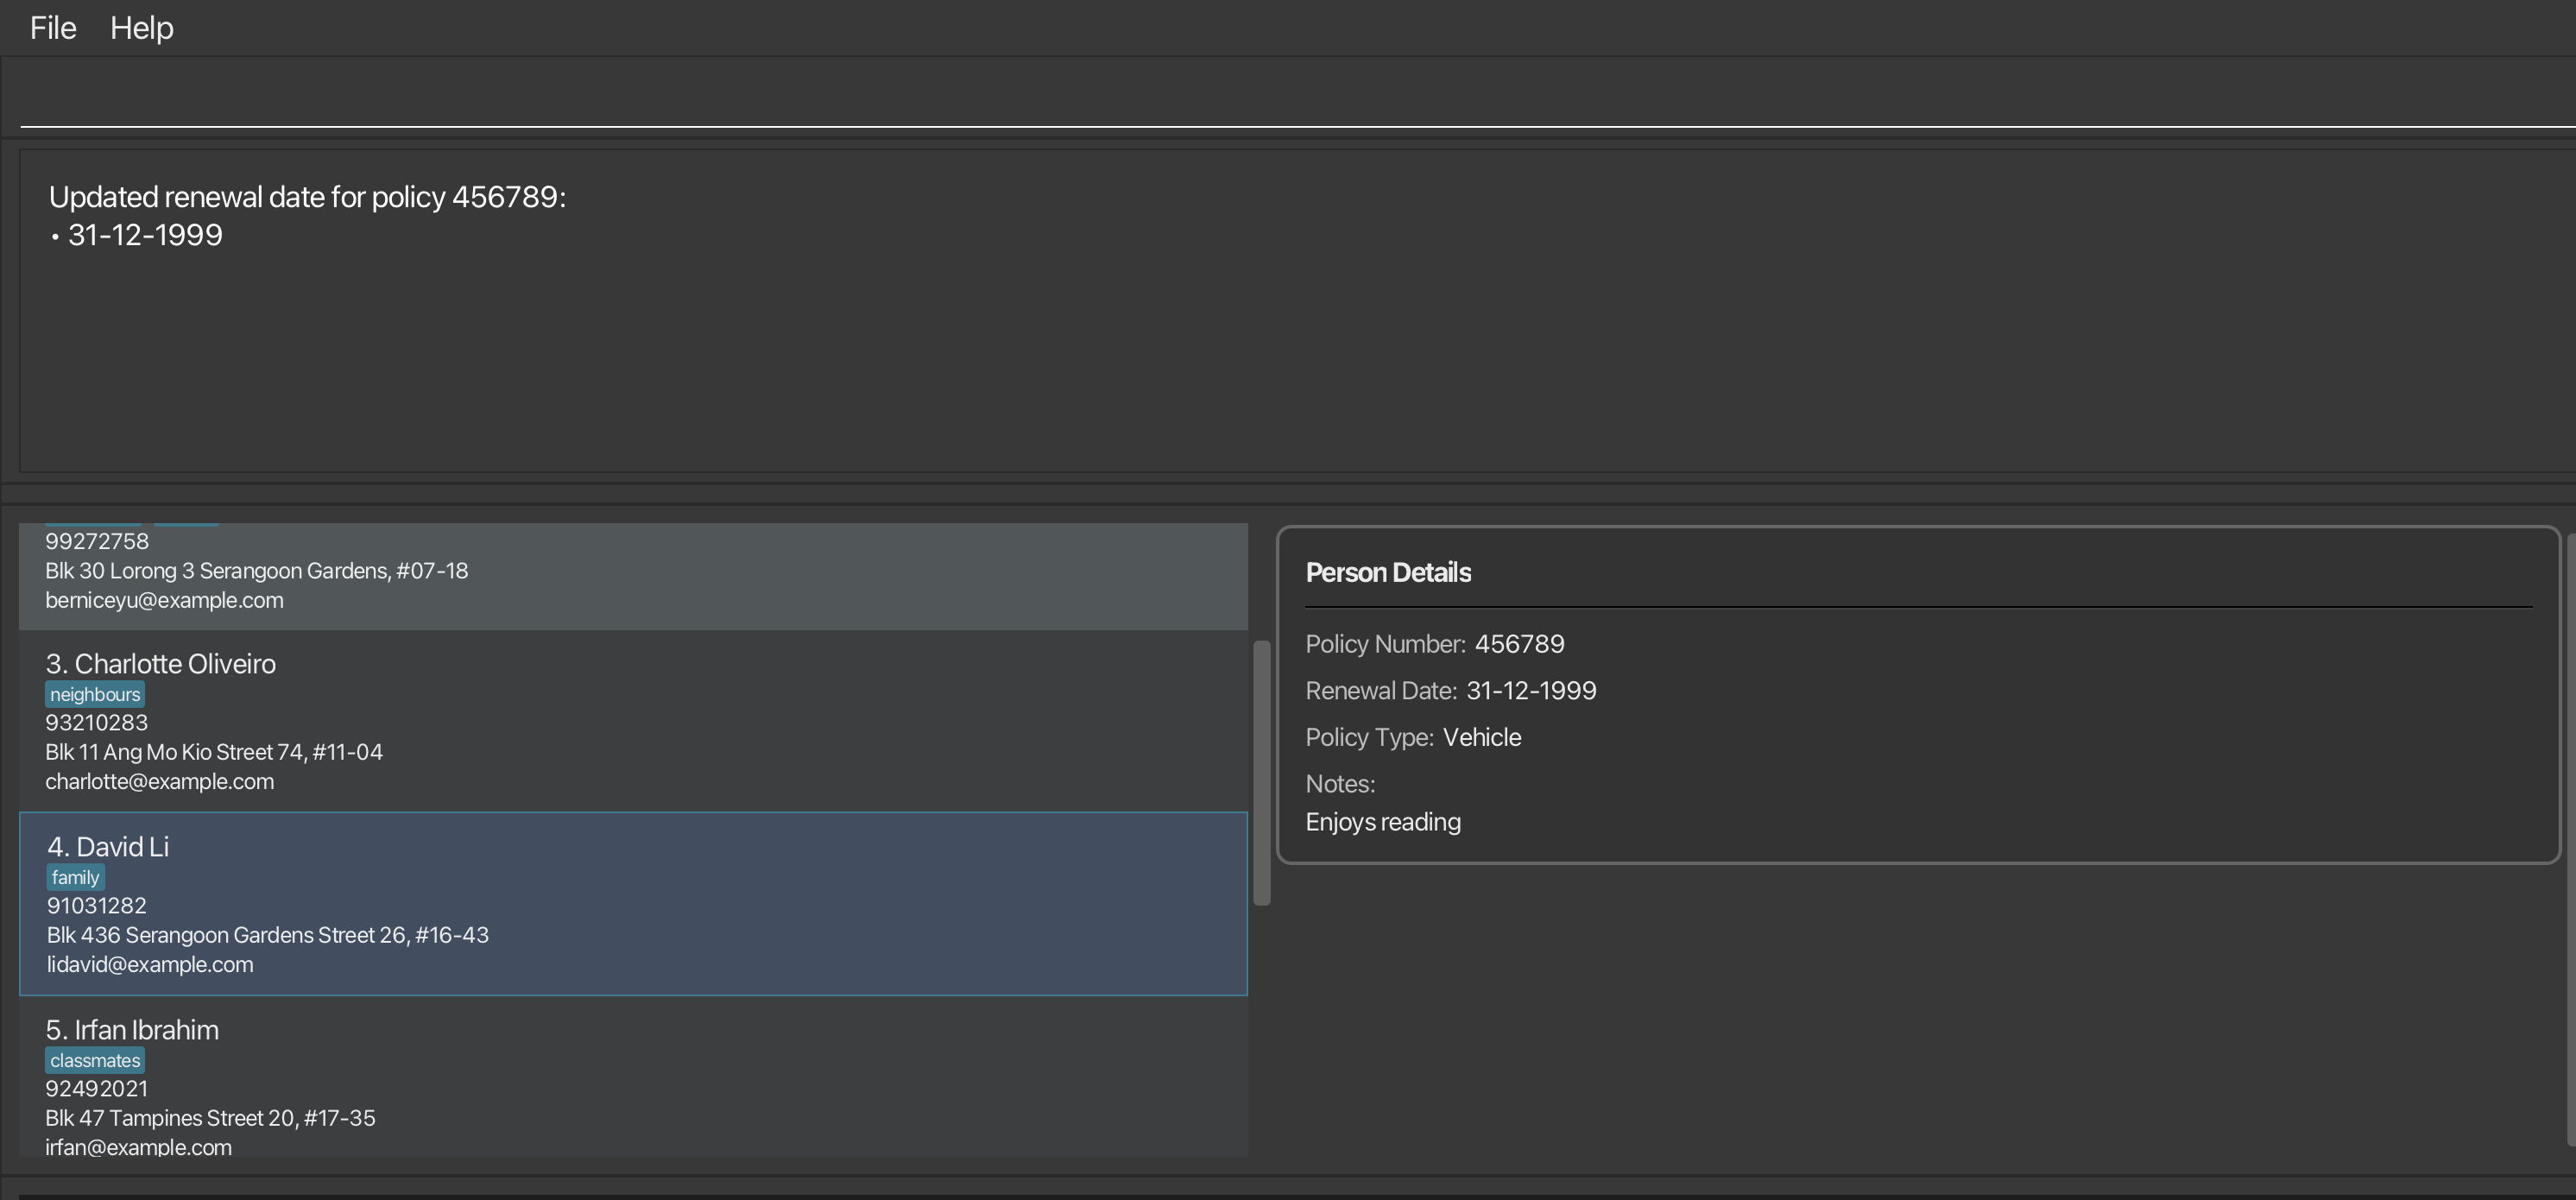 File Help
Updated renewal date for policy 456789:
• 31-12-1999
99272758
Blk 30 Lorong 3 Serangoon Gardens, #07-18
berniceyu@example.com
3. Charlotte Oliveiro
neighbours
93210283
Blk 11 Ang Mo Kio Street 74, #11-04
charlotte@example.com
4. David Li
family
91031282
Blk 436 Serangoon Gardens Street 26, #16-43
lidavid@example.com
5. Irfan Ibrahim
classmates
92492021
Blk 47 Tampines Street 20, #17-35
irfan@example.com
Person Details
Policy Number: 456789
Renewal Date: 31-12-1999
Policy Type: Vehicle
Notes:
Enjoys reading